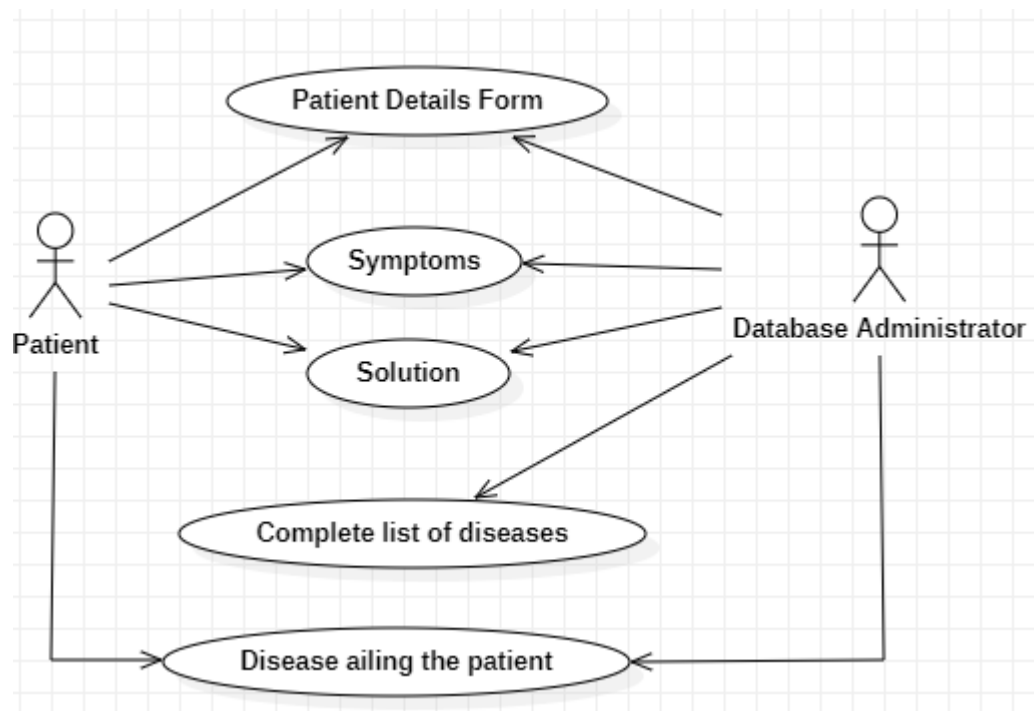 Patient Details Form
Symptoms
Patient
Database Administrator
Solution
Complete list of diseases
Disease ailing the patient